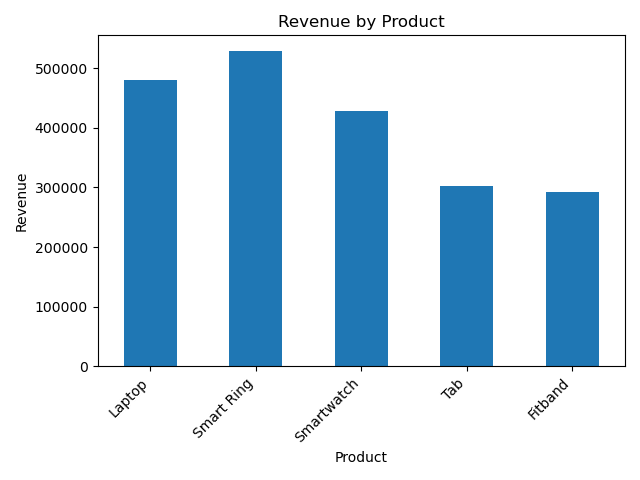 Revenue by Product
Revenue
500000
400000
300000
200000
100000
0
Laptop
Smart Ring
Smartwatch
Tab
Fitband
Product